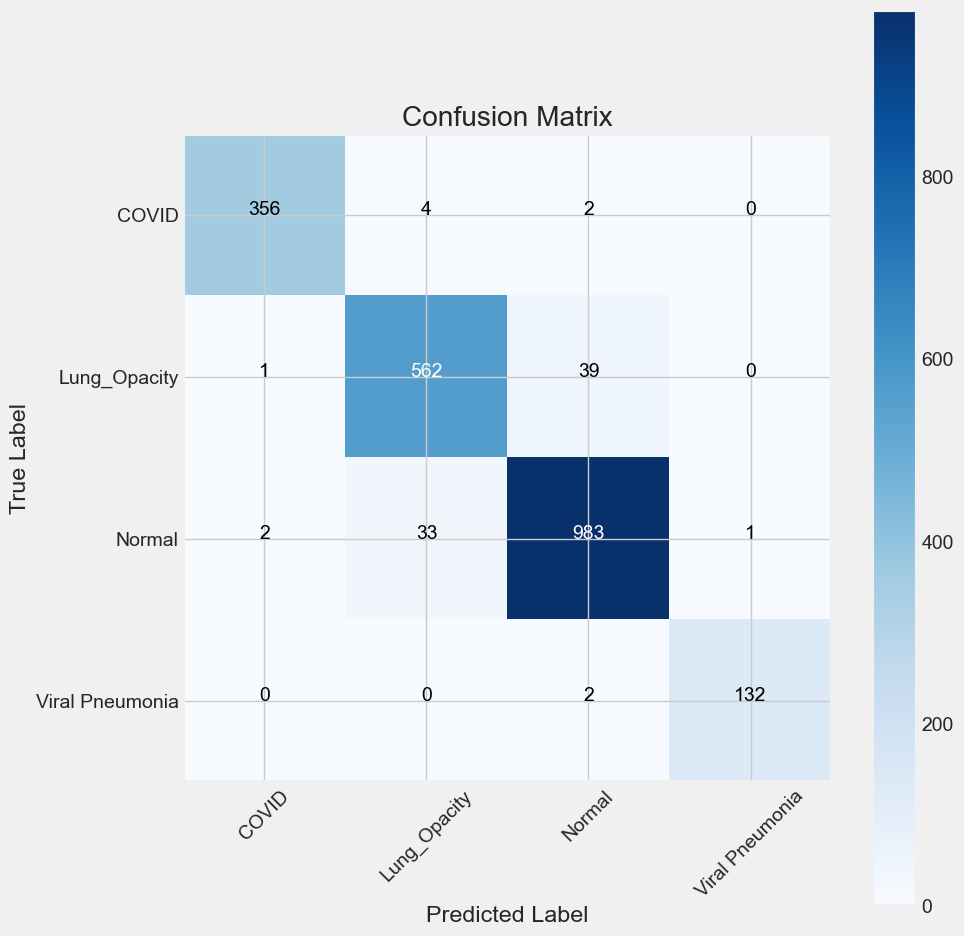 Confusion Matrix
COVID 356 4 2 0
Lung_Opacity 1 562 39 0
Normal 2 33 983 1
Viral Pneumonia 0 0 2 132
COVID Lung_Opacity Normal Viral Pneumonia
Predicted Label
True Label
800
600
400
200
0